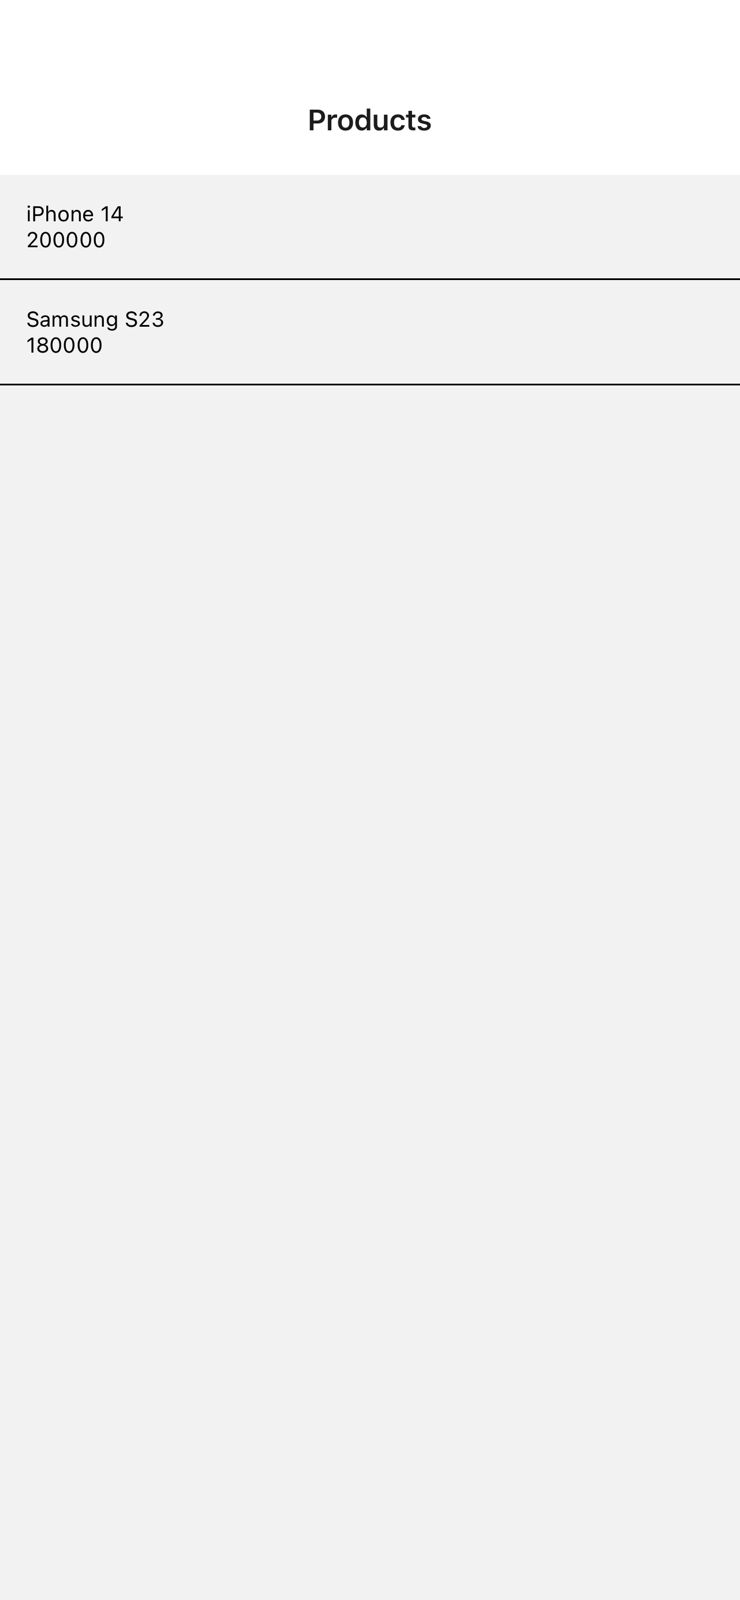 Products
iPhone 14
200000
Samsung S23
180000